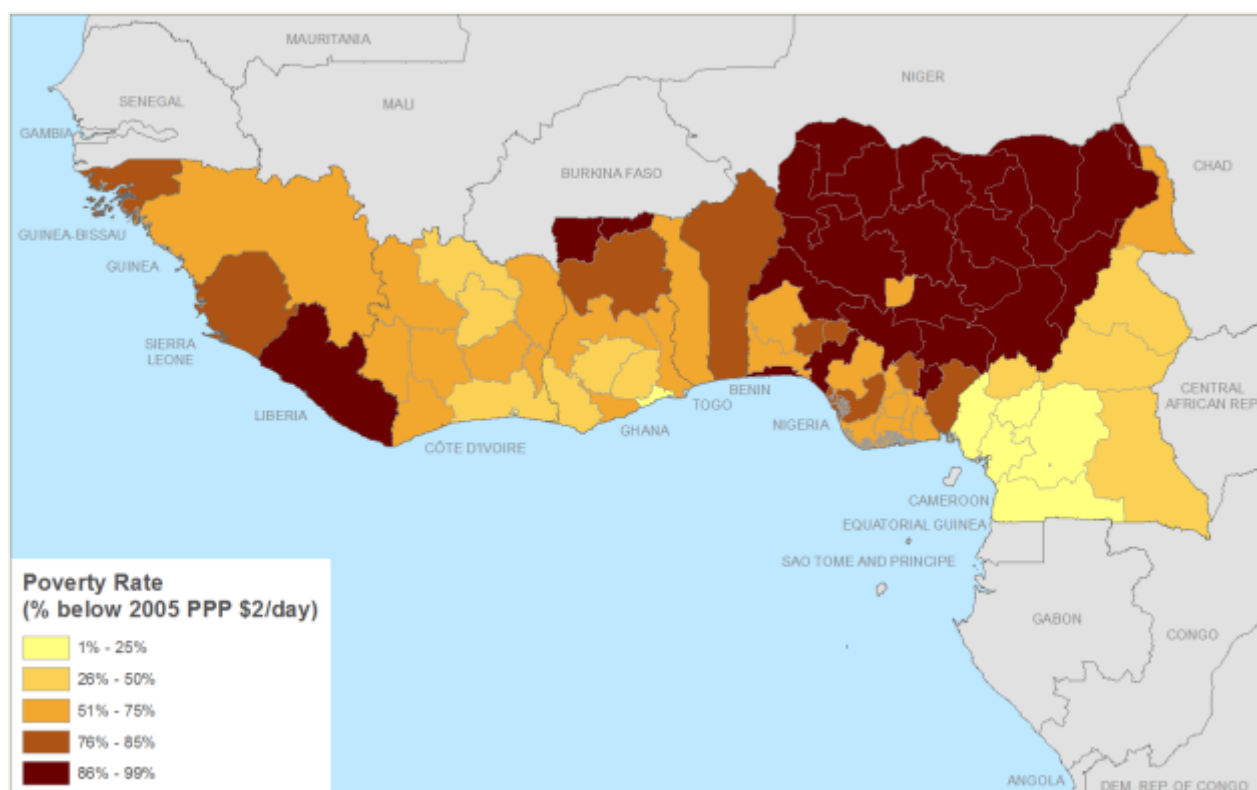 MAURITANIA
NIGER
SENEGAL
MALI
GAMBIA
CHAD
BURKINA FASO
GUINEA-BISSAU
GUINEA
SIERRA
LEONE
CENTRAL
AFRICAN REP
LIBERIA
BENIN
TOGO
GHANA
NIGERIA
CÔTE D'IVOIRE
CAMEROON
EQUATORIAL GUINEA
SAO TOME AND PRINCIPE
GABON
CONGO
ANGOLA
DEM. REP. OF CONGO
Poverty Rate
(% below 2005 PPP $2/day)
1% - 25%
26% - 50%
51% - 75%
76% - 85%
86% - 99%